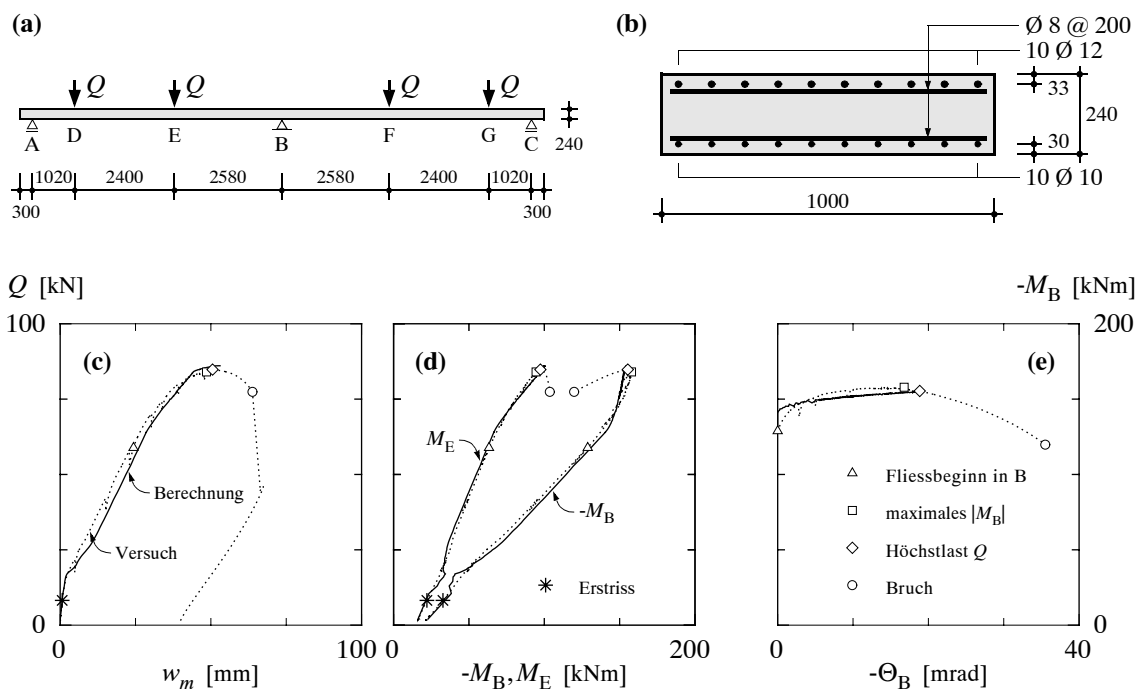 (a)
Q Q Q Q
A D E B F G C
240
1020 2400 2580 2580 2400 1020
300 300
(b)
Ø 8 @ 200
10 Ø 12
33
240
30
10 Ø 10
1000
Q [kN]
100
(c)
Berechnung
Versuch
0
0 100
w_m [mm]
(d)
M_E
-M_B
Erstriss
0 200
-M_B, M_E [kNm]
-M_B [kNm]
200
(e)
Fliessbeginn in B
maximales |M_B|
Höchstlast Q
Bruch
0
0 40
-Θ_B [mrad]